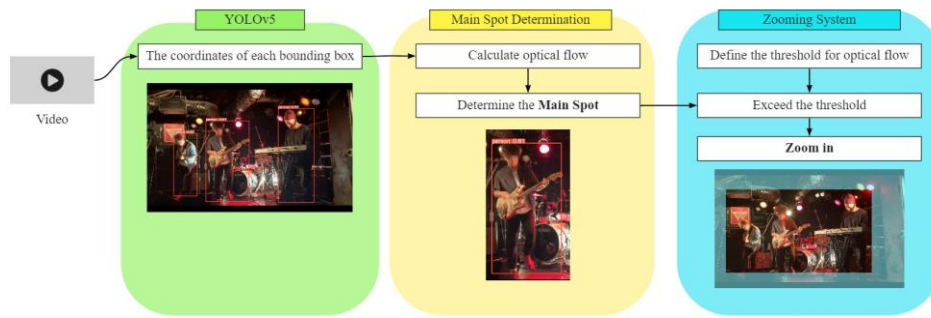 YOLOv5
Main Spot Determination
Zooming System
The coordinates of each bounding box
Calculate optical flow
Define the threshold for optical flow
Video
Determine the Main Spot
Exceed the threshold
Zoom in